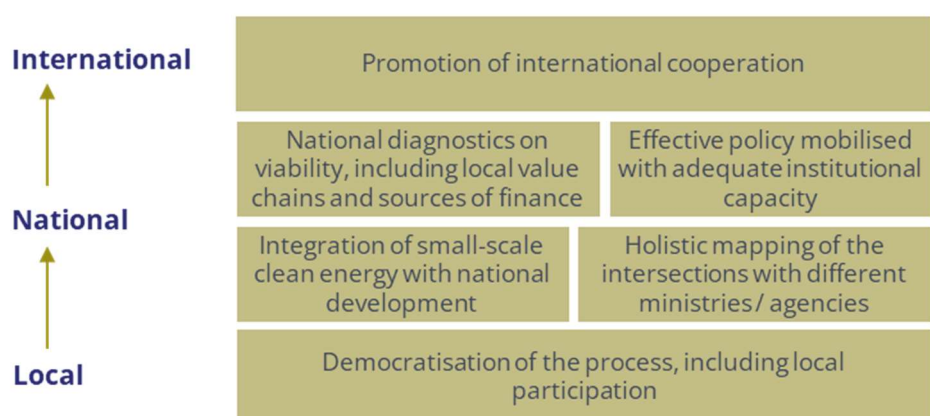 International
Promotion of international cooperation
National diagnostics on
viability, including local value
chains and sources of finance
Effective policy mobilised
with adequate institutional
capacity
National
Integration of small-scale
clean energy with national
development
Holistic mapping of the
intersections with different
ministries / agencies
Local
Democratisation of the process, including local
participation